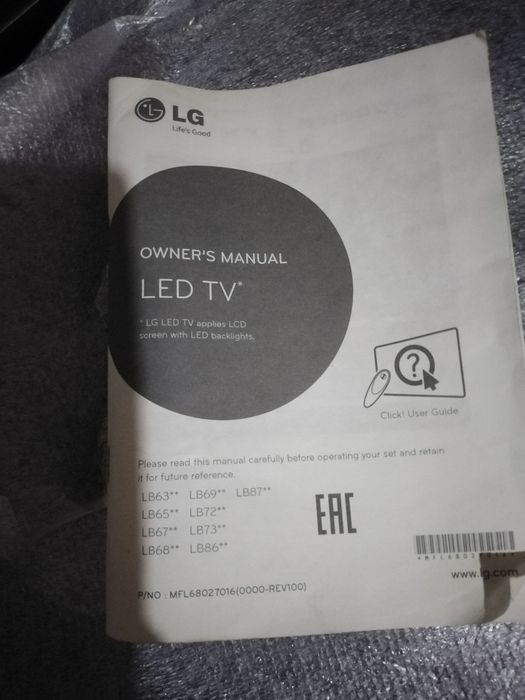 LG
Life's Good
OWNER'S MANUAL
LED TV*
* LG LED TV applies LCD
screen with LED backlights.
?
Click! User Guide
Please read this manual carefully before operating your set and retain
it for future reference.
LB63** LB69** LB87**
LB65** LB72**
LB67** LB73**
LB68** LB86**
EAC
www.lg.com
P/NO : MFL68027016(0000-REV100)